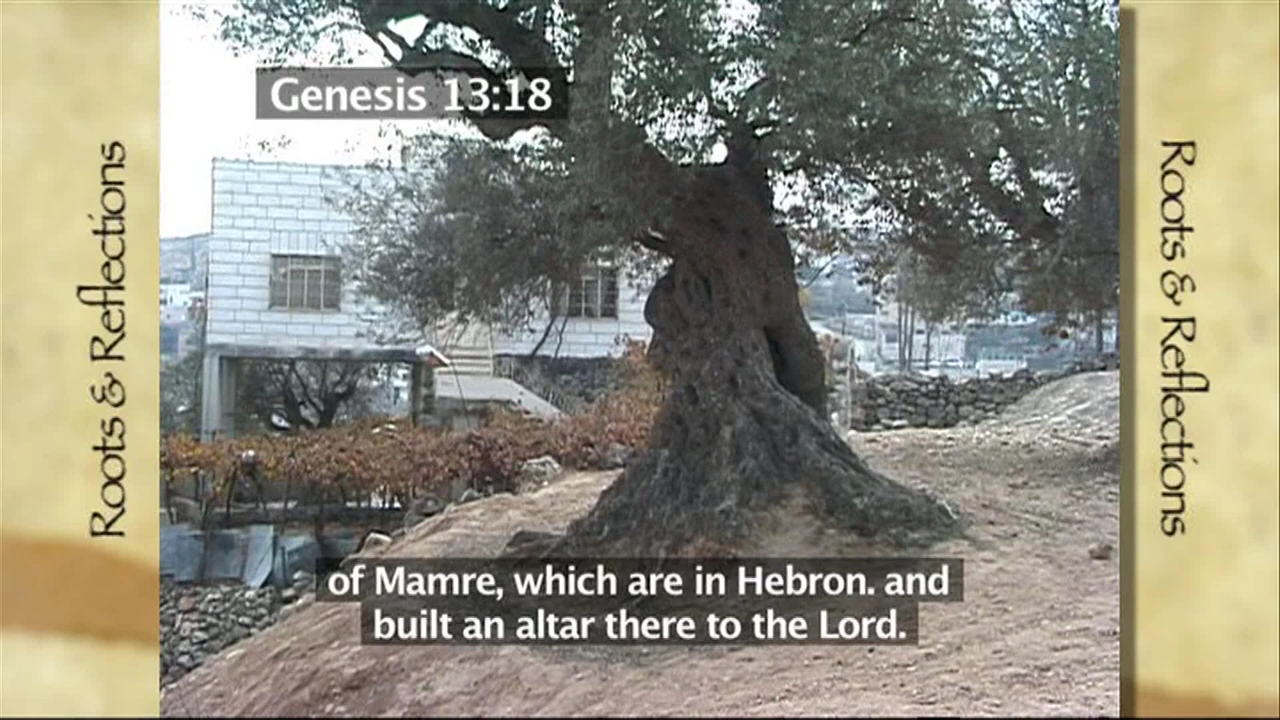 Roots & Reflections
Genesis 13:18
of Mamre, which are in Hebron. and
built an altar there to the Lord.
Roots & Reflections